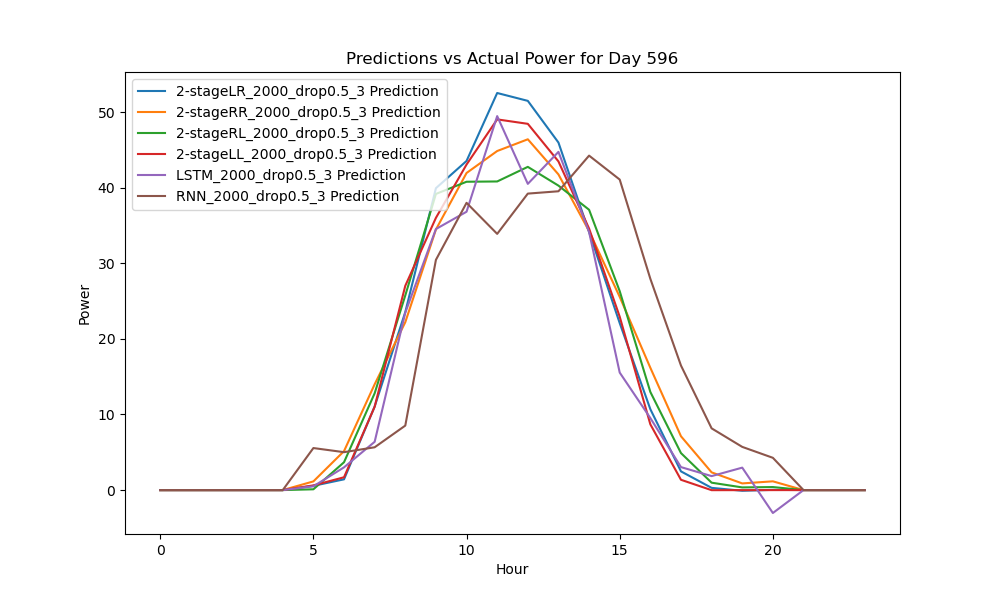 Predictions vs Actual Power for Day 596
2-stageLR_2000_drop0.5_3 Prediction
2-stageRR_2000_drop0.5_3 Prediction
2-stageRL_2000_drop0.5_3 Prediction
2-stageLL_2000_drop0.5_3 Prediction
LSTM_2000_drop0.5_3 Prediction
RNN_2000_drop0.5_3 Prediction
50
40
30
20
10
0
Power
0 5 10 15 20
Hour